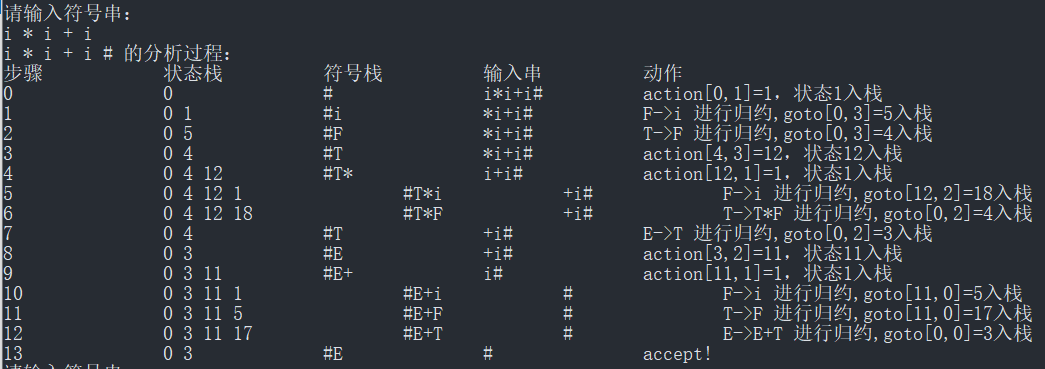 请输入符号串:
i * i + i
i * i + i # 的分析过程:
步骤 状态栈 符号栈 输入串 动作
0 0 # i*i+i# action[0,1]=1, 状态1入栈
1 0 1 #i *i+i# F->i 进行归约,goto[0,3]=5入栈
2 0 5 #F *i+i# T->F 进行归约,goto[0,3]=4入栈
3 0 4 #T *i+i# action[4,3]=12, 状态12入栈
4 0 4 12 #T* i+i# action[12,1]=1, 状态1入栈
5 0 4 12 1 #T*i +i# F->i 进行归约,goto[12,2]=18入栈
6 0 4 12 18 #T*F +i# T->T*F 进行归约,goto[0,2]=4入栈
7 0 4 #T +i# E->T 进行归约,goto[0,2]=3入栈
8 0 3 #E +i# action[3,2]=11, 状态11入栈
9 0 3 11 #E+ i# action[11,1]=1, 状态1入栈
10 0 3 11 1 #E+i # F->i 进行归约,goto[11,0]=5入栈
11 0 3 11 5 #E+F # T->F 进行归约,goto[11,0]=17入栈
12 0 3 11 17 #E+T # E->E+T 进行归约,goto[0,0]=3入栈
13 0 3 #E # accept!